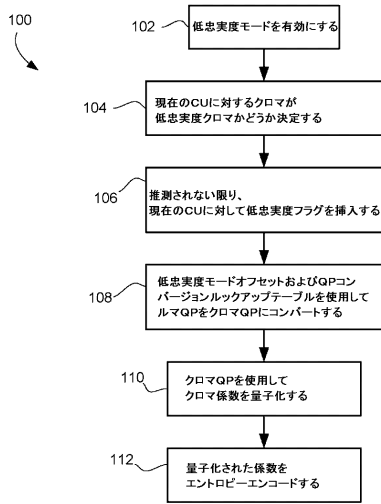 100
102
低忠実度モードを有効にする
104
現在のCUに対するクロマが
低忠実度クロマかどうか決定する
106
推測されない限り、
現在のCUに対して低忠実度フラグを挿入する
108
低忠実度モードオフセットおよびQPコン
バージョンルックアップテーブルを使用して
ルマQPをクロマQPにコンバートする
110
クロマQPを使用して
クロマ係数を量子化する
112
量子化された係数を
エントロピーエンコードする